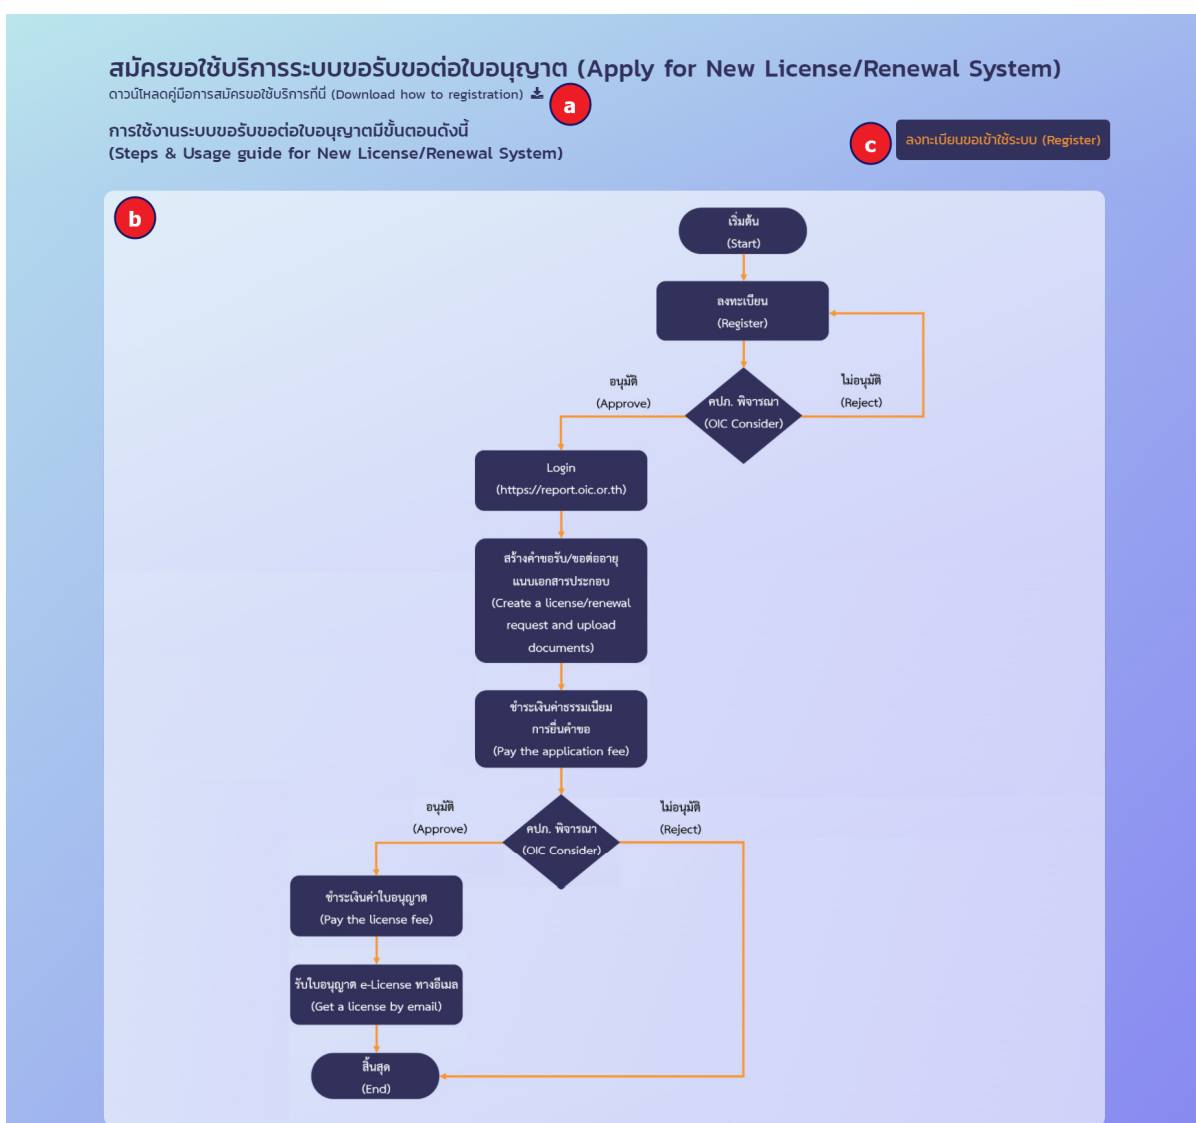 สมัครขอใช้บริการระบบขอรับขอต่อใบอนุญาต (Apply for New License/Renewal System)
ดาวน์โหลดคู่มือการสมัครขอใช้บริการที่นี่ (Download how to registration)
a
การใช้งานระบบขอรับขอต่อใบอนุญาตมีขั้นตอนดังนี้
(Steps & Usage guide for New License/Renewal System)
c
ลงทะเบียนขอเข้าใช้ระบบ (Register)
b
เริ่มต้น
(Start)
ลงทะเบียน
(Register)
อนุมัติ
(Approve)
คปภ. พิจารณา
(OIC Consider)
ไม่อนุมัติ
(Reject)
Login
(https://report.oic.or.th)
สร้างคำขอรับ/ขอต่ออายุ
แนบเอกสารประกอบ
(Create a license/renewal
request and upload
documents)
ชำระเงินค่าธรรมเนียม
การยื่นคำขอ
(Pay the application fee)
อนุมัติ
(Approve)
คปภ. พิจารณา
(OIC Consider)
ไม่อนุมัติ
(Reject)
ชำระเงินค่าใบอนุญาต
(Pay the license fee)
รับใบอนุญาต e-License ทางอีเมล
(Get a license by email)
สิ้นสุด
(End)